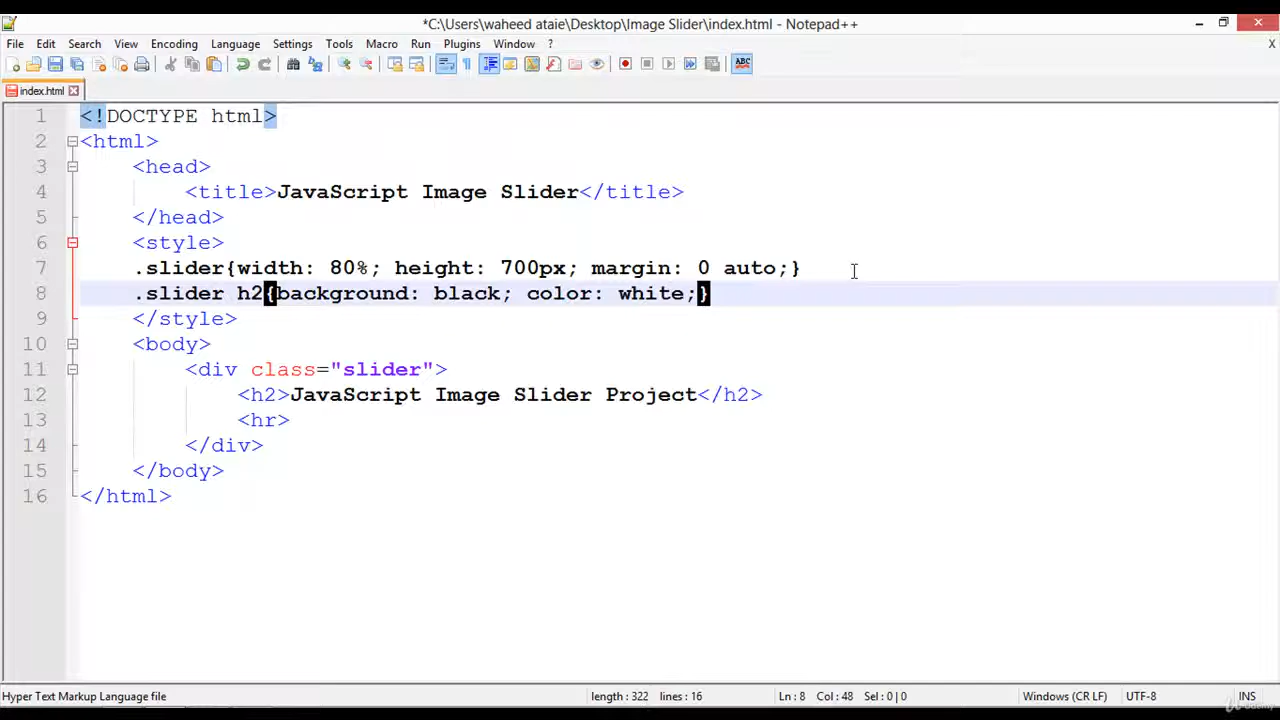 *C:\Users\waheed ataie\Desktop\Image Slider\index.html - Notepad++
File Edit Search View Encoding Language Settings Tools Macro Run Plugins Window ? X
ABC
index.html
1 <!DOCTYPE html>
2 <html>
3 <head>
4 <title>JavaScript Image Slider</title>
5 </head>
6 <style>
7 .slider{width: 80%; height: 700px; margin: 0 auto;}
8 .slider h2{background: black; color: white;}
9 </style>
10 <body>
11 <div class="slider">
12 <h2>JavaScript Image Slider Project</h2>
13 <hr>
14 </div>
15 </body>
16 </html>
Hyper Text Markup Language file length : 322 lines : 16 Ln : 8 Col : 48 Sel : 0 | 0 Windows (CR LF) UTF-8 INS
Udemy